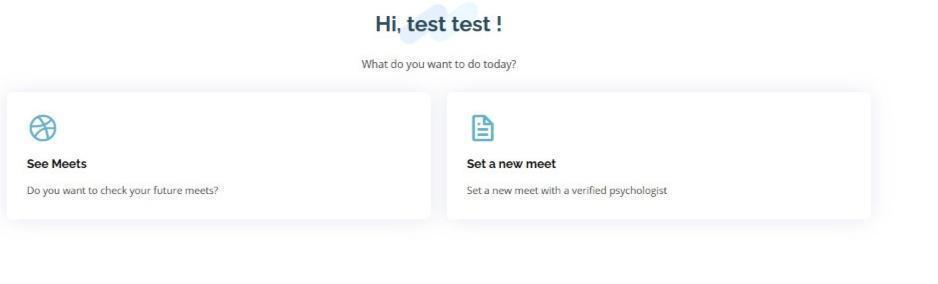 Hi, test test !
What do you want to do today?
See Meets
Do you want to check your future meets?
Set a new meet
Set a new meet with a verified psychologist